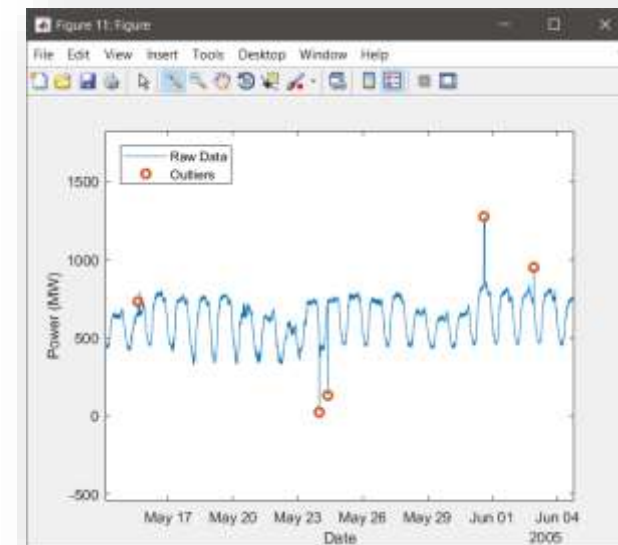 Figure 11: Figure
File Edit View Insert Tools Desktop Window Help
Raw Data
Outliers
1500
1000
500
0
-500
Power (MW)
May 17 May 20 May 23 May 26 May 29 Jun 01 Jun 04
Date 2005